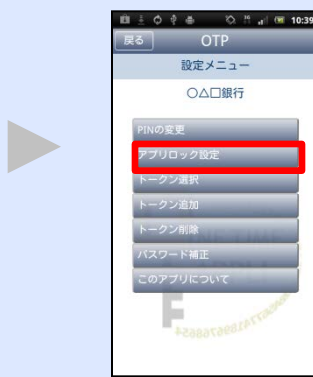 10:39
戻る OTP
設定メニュー
○△□銀行
PINの変更
アプリロック設定
トークン選択
トークン追加
トークン削除
パスワード補正
このアプリについて